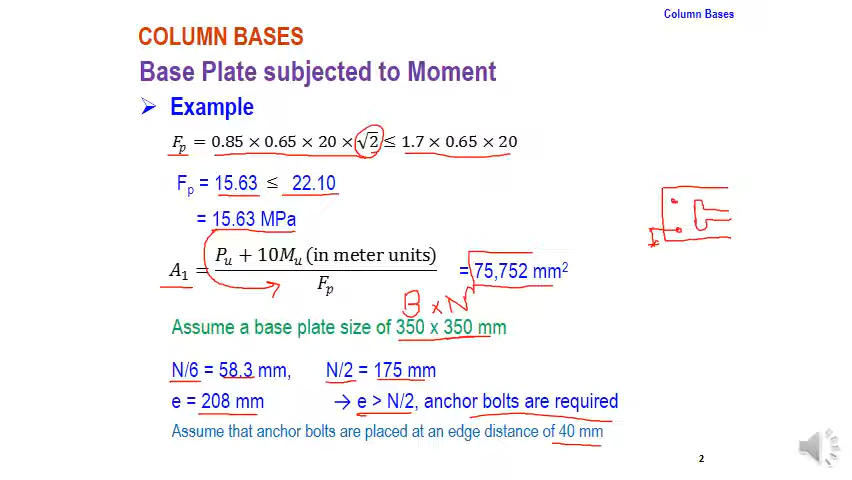 Column Bases
COLUMN BASES
Base Plate subjected to Moment
➢ Example
Fp = 0.85 × 0.65 × 20 × √2 ≤ 1.7 × 0.65 × 20
Fp = 15.63 ≤ 22.10
= 15.63 MPa
A1 = (Pu + 10Mu (in meter units)) / Fp = 75,752 mm²
B × N
Assume a base plate size of 350 x 350 mm
N/6 = 58.3 mm, N/2 = 175 mm
e = 208 mm → e > N/2, anchor bolts are required
Assume that anchor bolts are placed at an edge distance of 40 mm
2